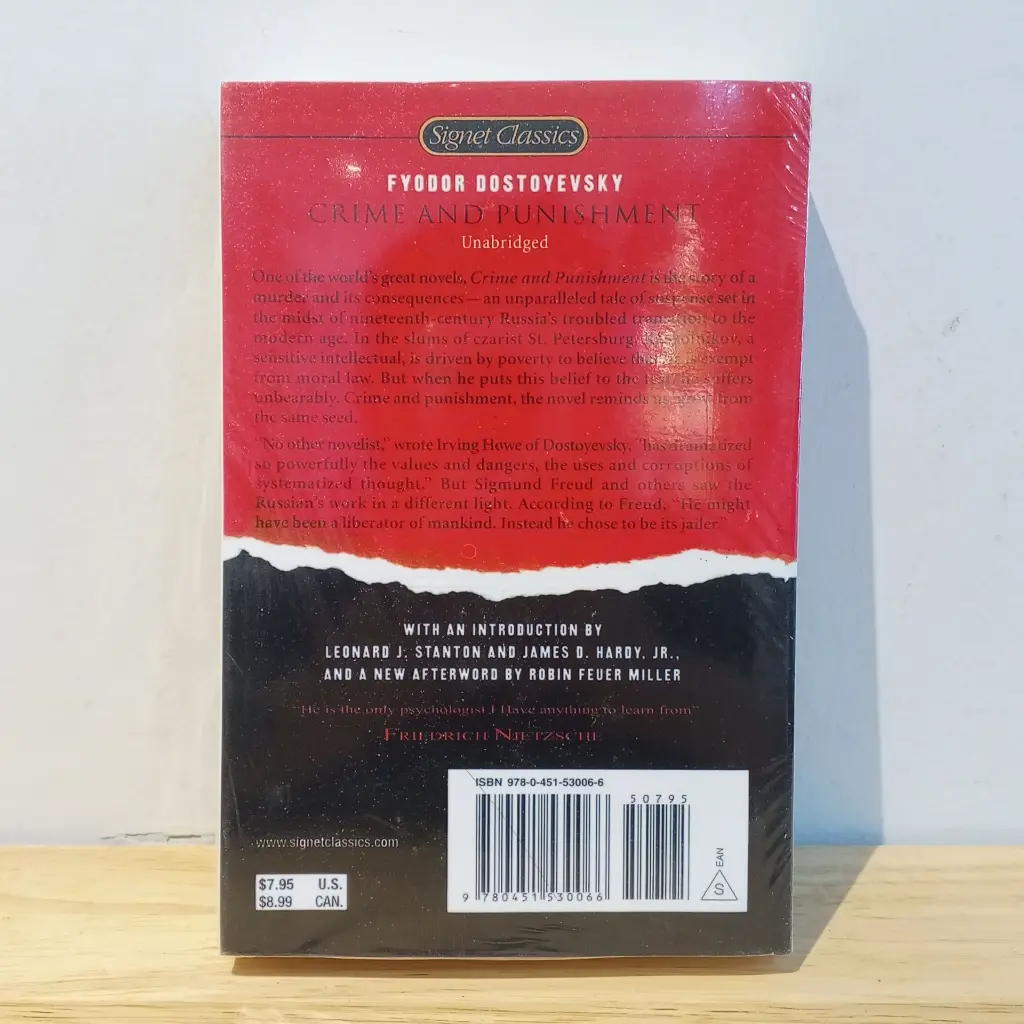 Signet Classics
FYODOR DOSTOYEVSKY
CRIME AND PUNISHMENT
Unabridged
One of the world's great novels, Crime and Punishment is the story of a
murder and its consequences—an unparalleled tale of suspense set in
the midst of nineteenth-century Russia's troubled transition to the
modern age. In the slums of czarist St. Petersburg, Raskolnikov, a
sensitive intellectual, is driven by poverty to believe that he is exempt
from moral law. But when he puts this belief to the test, he suffers
unbearably. Crime and punishment, the novel reminds us, grow from
the same seed.
"No other novelist," wrote Irving Howe of Dostoyevsky, "has dramatized
so powerfully the values and dangers, the uses and corruptions of
systematized thought." But Sigmund Freud and others saw the
Russian's work in a different light. According to Freud, "He might
have been a liberator of mankind. Instead he chose to be its jailer."
WITH AN INTRODUCTION BY
LEONARD J. STANTON AND JAMES D. HARDY, JR.,
AND A NEW AFTERWORD BY ROBIN FEUER MILLER
"He is the only psychologist I Have anything to learn from"
FRIEDRICH NIETZSCHE
ISBN 978-0-451-53006-6
50795
9 780451 530066
EAN
S
www.signetclassics.com
$7.95 U.S.
$8.99 CAN.